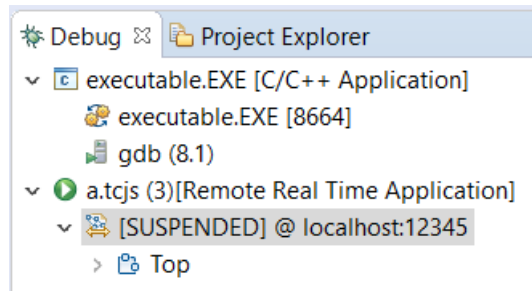 Debug Project Explorer
executable.EXE [C/C++ Application]
executable.EXE [8664]
gdb (8.1)
a.tcjs (3)[Remote Real Time Application]
[SUSPENDED] @ localhost:12345
Top